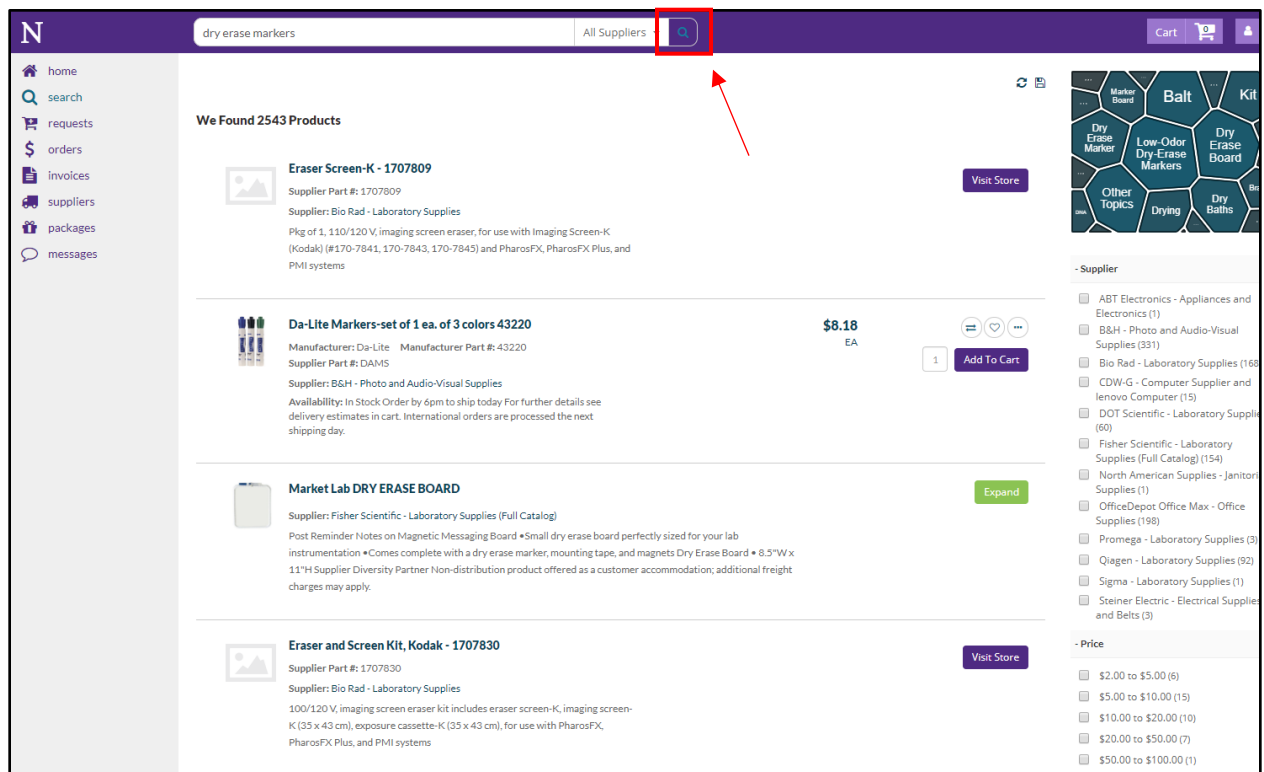 N
dry erase markers
All Suppliers
Cart
0
home
search
requests
orders
invoices
suppliers
packages
messages
We Found 2543 Products
Eraser Screen-K - 1707809
Supplier Part #: 1707809
Supplier: Bio Rad - Laboratory Supplies
Pkg of 1, 110/120 V, imaging screen eraser, for use with Imaging Screen-K
(Kodak) (#170-7841, 170-7843, 170-7845) and PharosFX, PharosFX Plus, and
PMI systems
Visit Store
Da-Lite Markers-set of 1 ea. of 3 colors 43220
Manufacturer: Da-Lite Manufacturer Part #: 43220
Supplier Part #: DAMS
Supplier: B&H - Photo and Audio-Visual Supplies
Availability: In Stock Order by 6pm to ship today For further details see
delivery estimates in cart. International orders are processed the next
shipping day.
$8.18
EA
1
Add To Cart
Market Lab DRY ERASE BOARD
Supplier: Fisher Scientific - Laboratory Supplies (Full Catalog)
Post Reminder Notes on Magnetic Messaging Board •Small dry erase board perfectly sized for your lab
instrumentation •Comes complete with a dry erase marker, mounting tape, and magnets Dry Erase Board • 8.5"W x
11"H Supplier Diversity Partner Non-distribution product offered as a customer accommodation; additional freight
charges may apply.
Expand
Eraser and Screen Kit, Kodak - 1707830
Supplier Part #: 1707830
Supplier: Bio Rad - Laboratory Supplies
100/120 V, imaging screen eraser kit includes eraser screen-K, imaging screen-
K (35 x 43 cm), exposure cassette-K (35 x 43 cm), for use with PharosFX,
PharosFX Plus, and PMI systems
Visit Store
...
Marker
Board
Balt
...
Kit
...
Dry
Erase
Marker
Low-Odor
Dry-Erase
Markers
Dry
Erase
Board
...
Other
Topics
Drying
Dry
Baths
Bra
DNA
...
- Supplier
ABT Electronics - Appliances and
Electronics (1)
B&H - Photo and Audio-Visual
Supplies (331)
Bio Rad - Laboratory Supplies (168
CDW-G - Computer Supplier and
lenovo Computer (15)
DOT Scientific - Laboratory Supplie
(60)
Fisher Scientific - Laboratory
Supplies (Full Catalog) (154)
North American Supplies - Janitori
Supplies (1)
OfficeDepot Office Max - Office
Supplies (198)
Promega - Laboratory Supplies (3)
Qiagen - Laboratory Supplies (92)
Sigma - Laboratory Supplies (1)
Steiner Electric - Electrical Supplies
and Belts (3)
- Price
$2.00 to $5.00 (6)
$5.00 to $10.00 (15)
$10.00 to $20.00 (10)
$20.00 to $50.00 (7)
$50.00 to $100.00 (1)